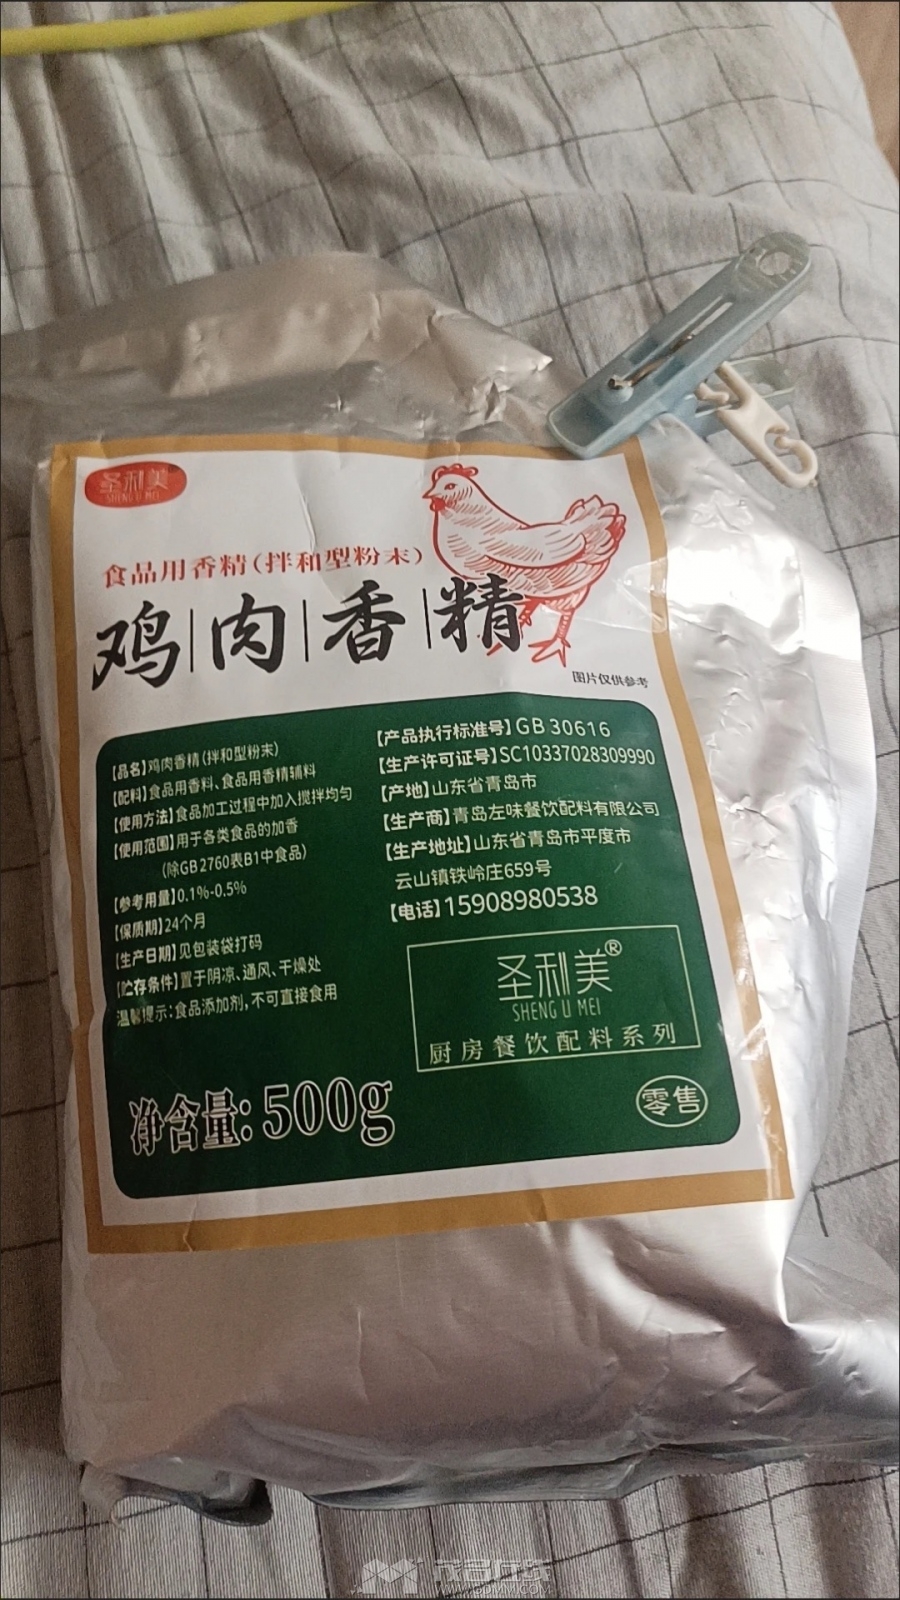 圣利美
SHENG LI MEI
食品用香精(拌和型粉末)
鸡|肉|香|精
图片仅供参考
【品名】鸡肉香精(拌和型粉末)
【配料】食品用香料、食品用香精辅料
【使用方法】食品加工过程中加入搅拌均匀
【使用范围】用于各类食品的加香
(除GB2760表B1中食品)
【参考用量】0.1%-0.5%
【保质期】24个月
【生产日期】见包装袋打码
【贮存条件】置于阴凉、通风、干燥处
温馨提示:食品添加剂,不可直接食用
【产品执行标准号】GB 30616
【生产许可证号】SC10337028309990
【产地】山东省青岛市
【生产商】青岛左味餐饮配料有限公司
【生产地址】山东省青岛市平度市
云山镇铁岭庄659号
【电话】15908980538
圣利美®
SHENG LI MEI
厨房餐饮配料系列
净含量:500g
零售
茂名在线
WWW.GDMM.COM